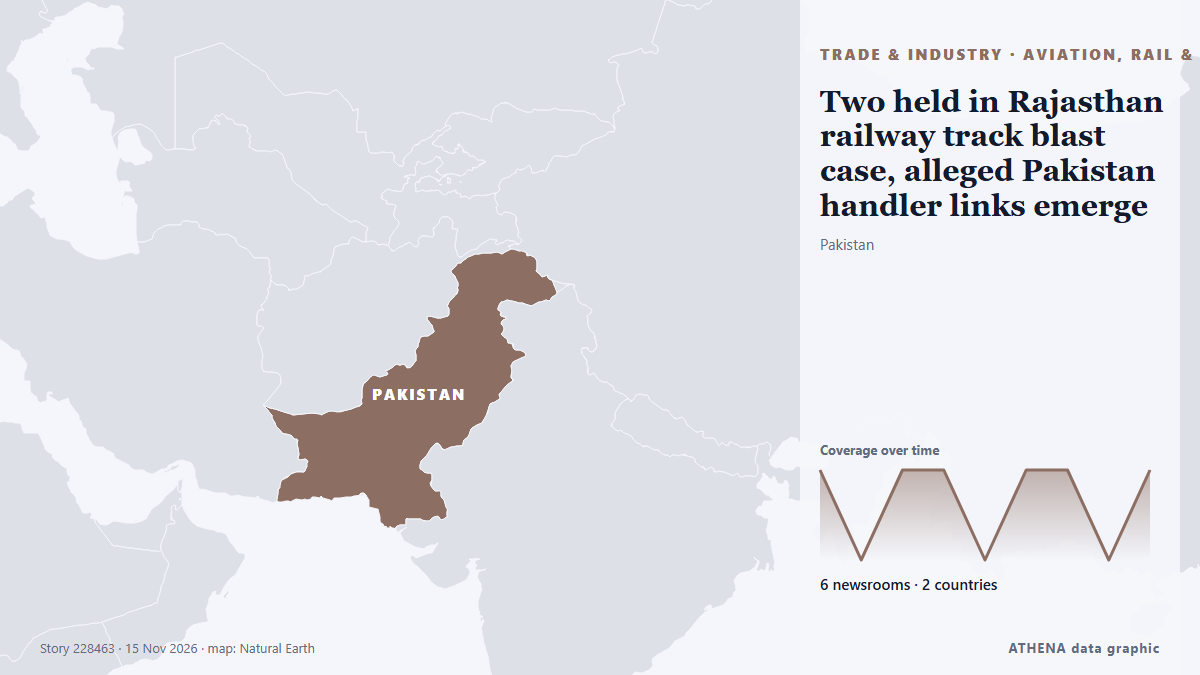 TRADE & INDUSTRY · AVIATION, RAIL &
Two held in Rajasthan
railway track blast
case, alleged Pakistan
handler links emerge
Pakistan
PAKISTAN
Coverage over time
6 newsrooms · 2 countries
Story 228463 · 15 Nov 2026 · map: Natural Earth
ATHENA data graphic